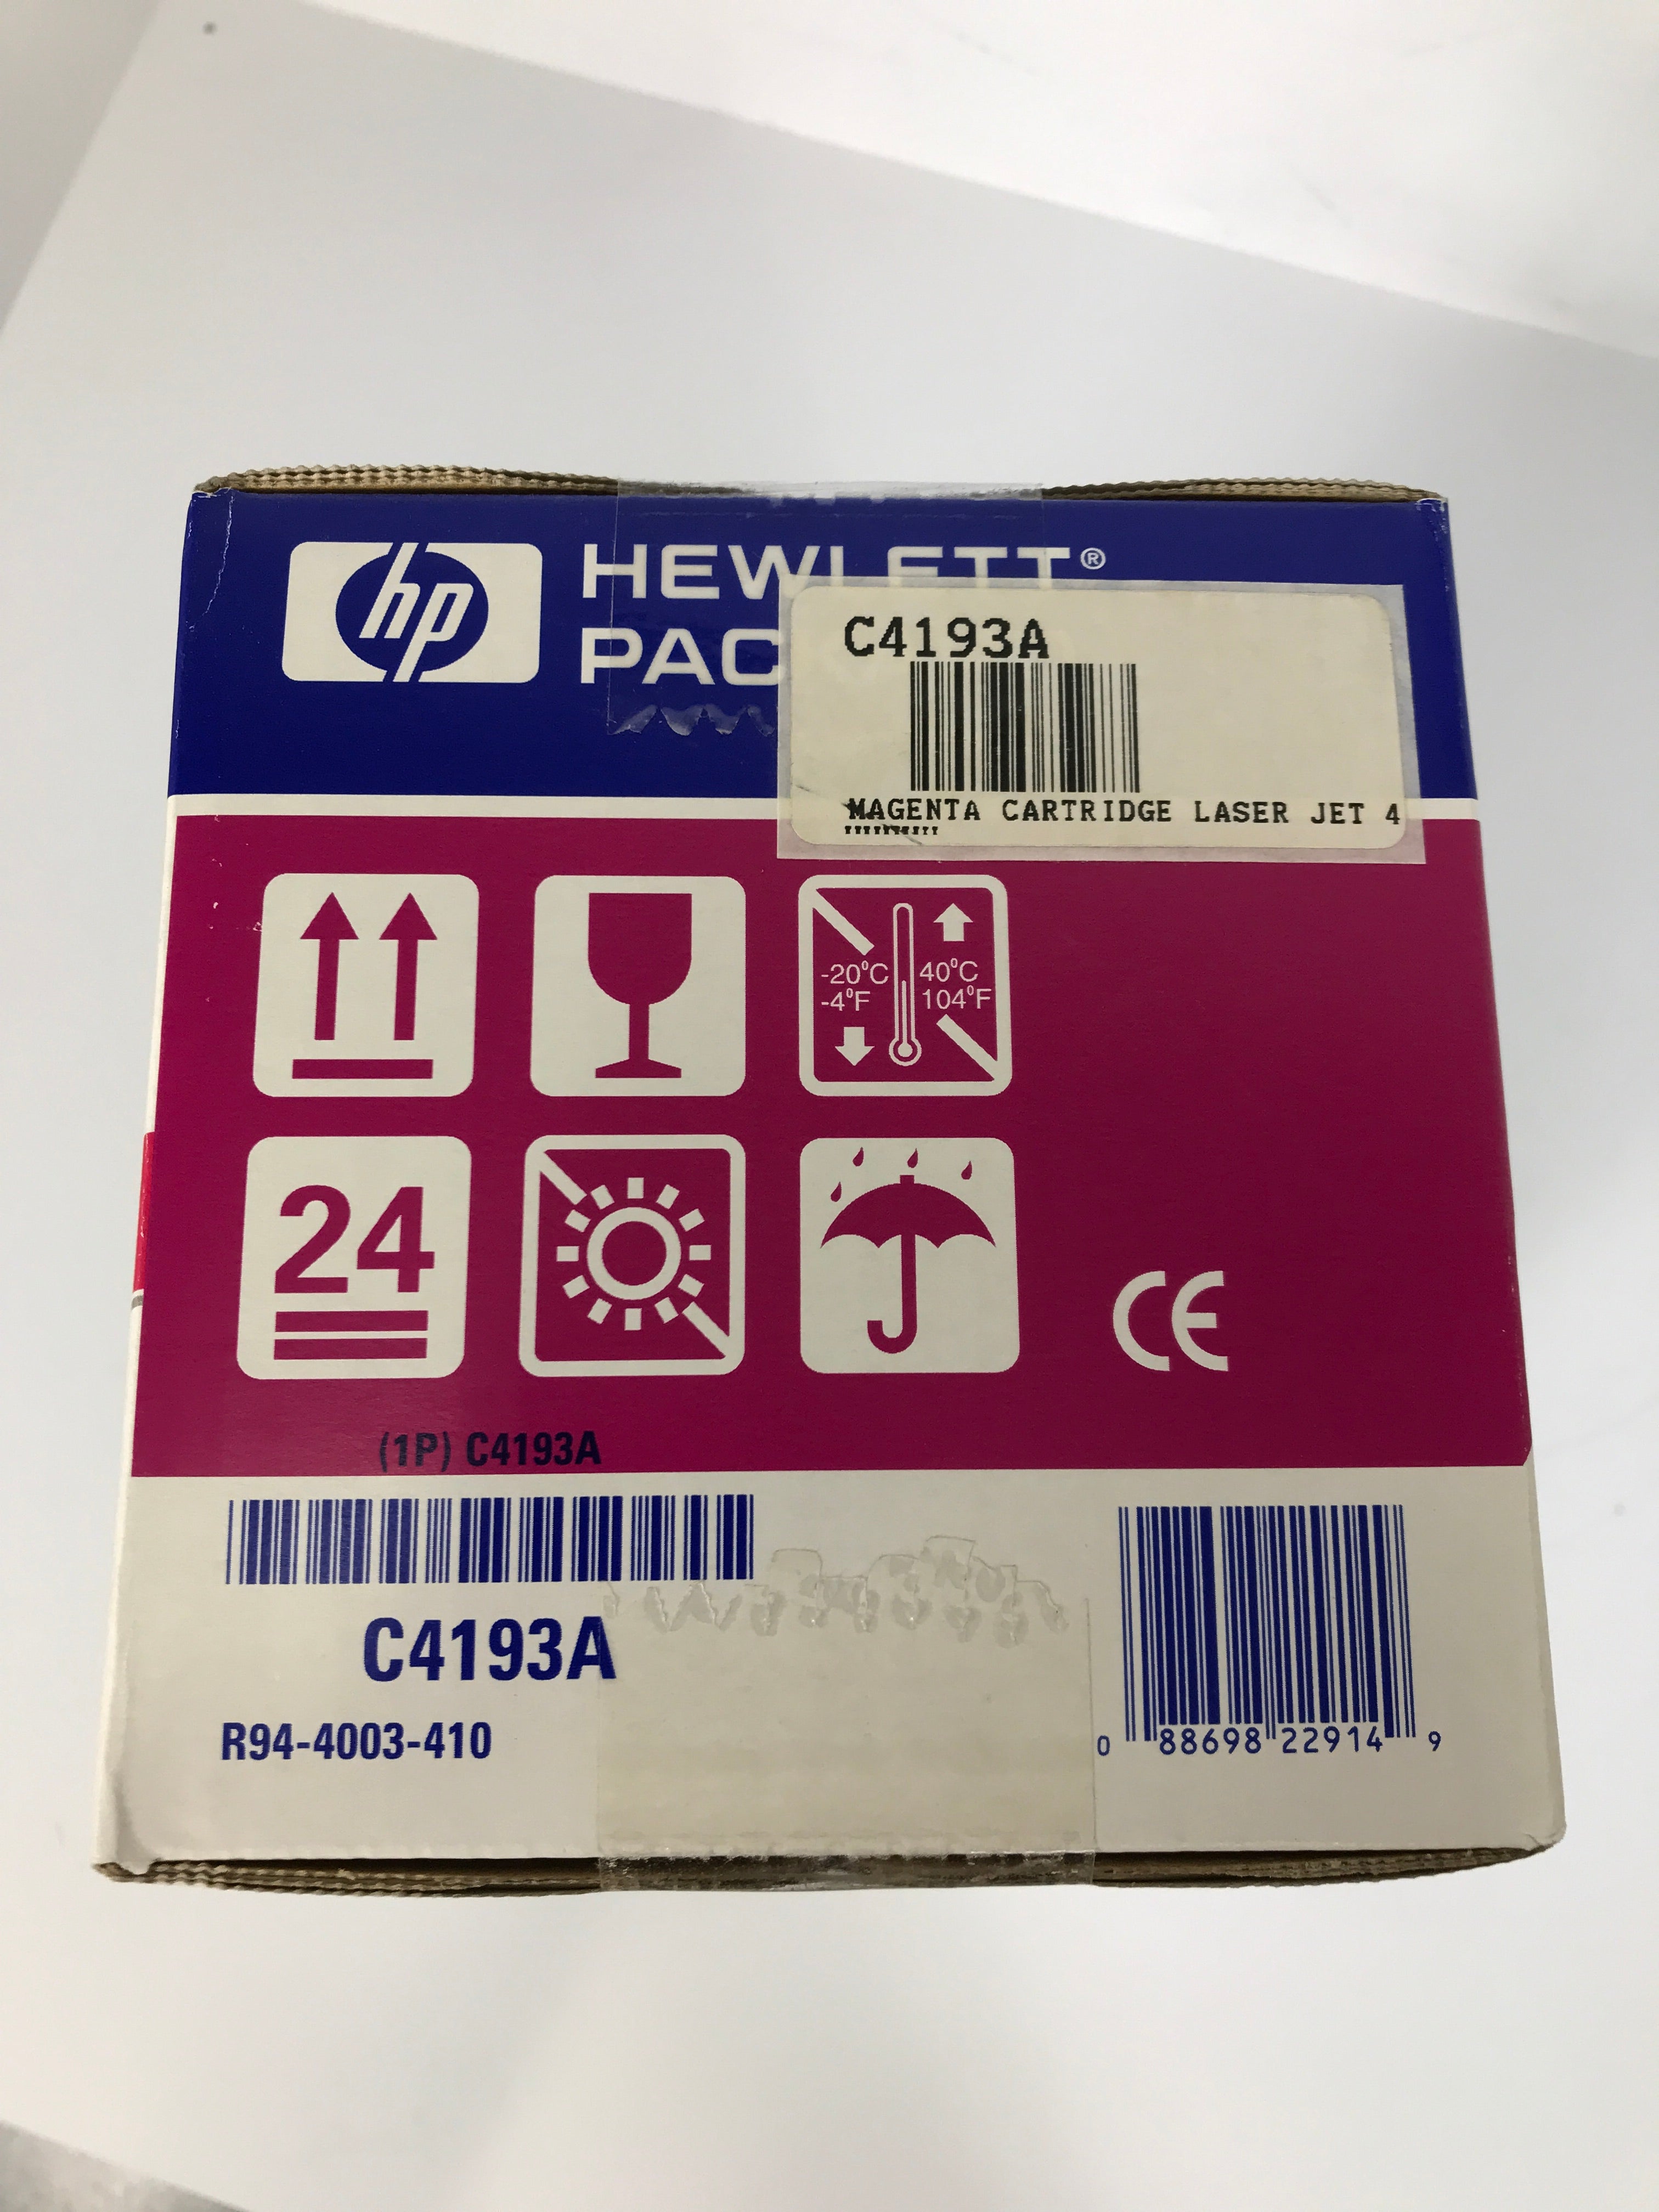 hp
HEWLETT®
PAC
C4193A
MAGENTA CARTRIDGE LASER JET 4
-20°C 40°C
-4°F 104°F
24
CE
(1P) C4193A
C4193A
R94-4003-410
0 88698 22914 9